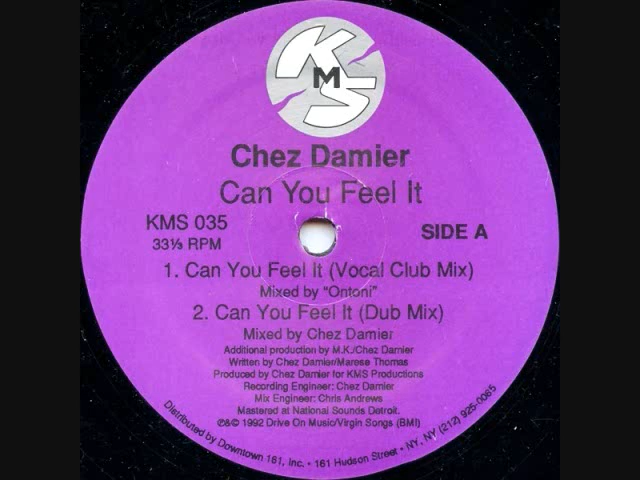 KMS
Chez Damier
Can You Feel It
KMS 035
33⅓ RPM
SIDE A
1. Can You Feel It (Vocal Club Mix)
Mixed by "Ontoni"
2. Can You Feel It (Dub Mix)
Mixed by Chez Damier
Additional production by M.K./Chez Damier
Written by Chez Damier/Marese Thomas
Produced by Chez Damier for KMS Productions
Recording Engineer: Chez Damier
Mix Engineer: Chris Andrews
Mastered at National Sounds Detroit.
℗&© 1992 Drive On Music/Virgin Songs (BMI)
Distributed by Downtown 161, Inc. • 161 Hudson Street • NY, NY (212) 925-0065